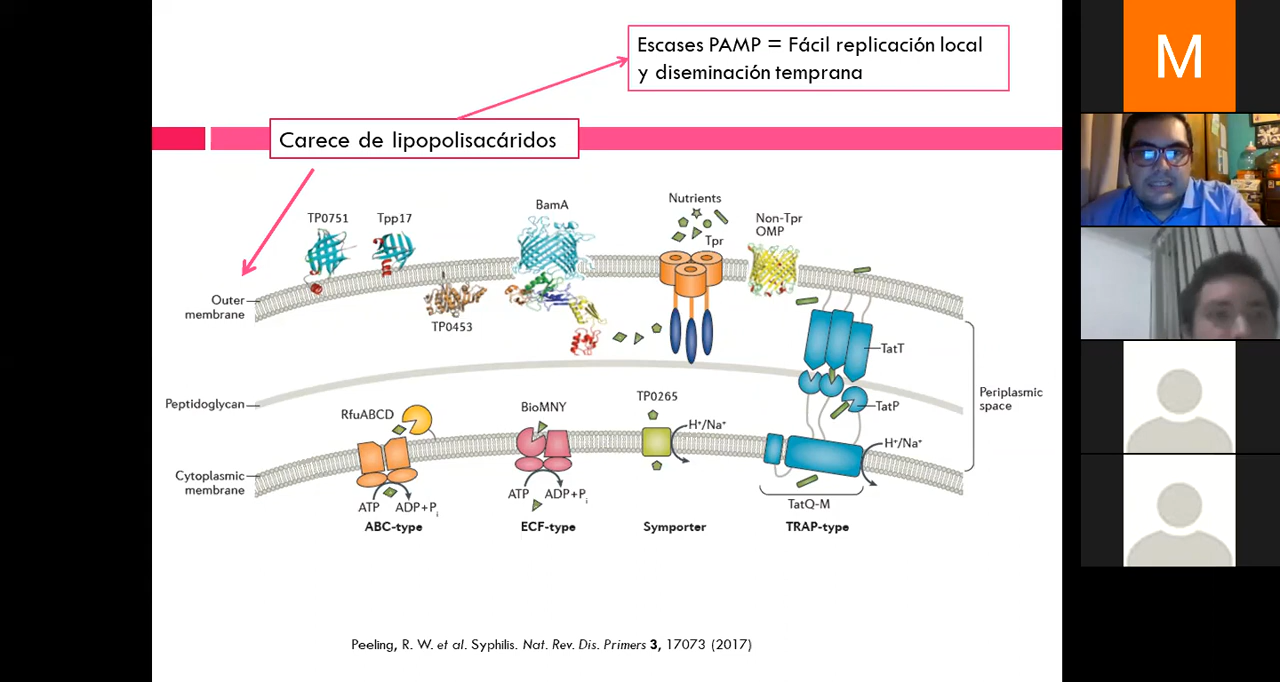 Escases PAMP = Fácil replicación local
y diseminación temprana
Carece de lipopolisacáridos
M
TP0751
Tpp17
BamA
Nutrients
Tpr
Non-Tpr
OMP
Outer
membrane
TP0453
TatT
Peptidoglycan
Periplasmic
space
RfuABCD
BioMNY
TP0265
H⁺/Na⁺
TatP
H⁺/Na⁺
Cytoplasmic
membrane
ATP
ADP+Pᵢ
ATP
ADP+Pᵢ
TatQ-M
ABC-type
ECF-type
Symporter
TRAP-type
Peeling, R. W. et al. Syphilis. Nat. Rev. Dis. Primers 3, 17073 (2017)